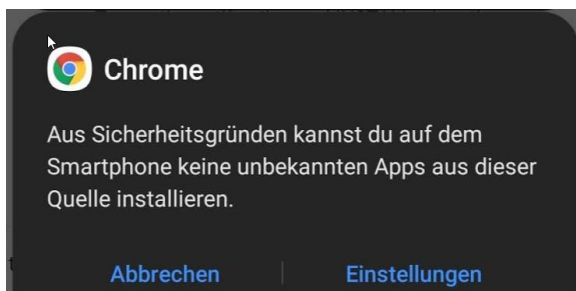 Chrome
Aus Sicherheitsgründen kannst du auf dem
Smartphone keine unbekannten Apps aus dieser
Quelle installieren.
Abbrechen
Einstellungen